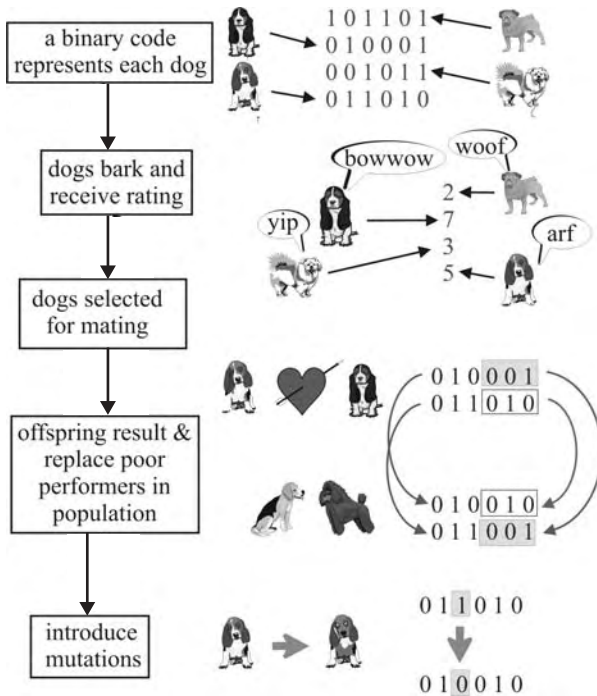 a binary code
represents each dog
1 0 1 1 0 1
0 1 0 0 0 1
0 0 1 0 1 1
0 1 1 0 1 0
dogs bark and
receive rating
bowwow
woof
yip
arf
2
7
3
5
dogs selected
for mating
0 1 0 0 0 1
0 1 1 0 1 0
offspring result &
replace poor
performers in
population
0 1 0 0 1 0
0 1 1 0 0 1
introduce
mutations
0 1 1 0 1 0
0 1 0 0 1 0